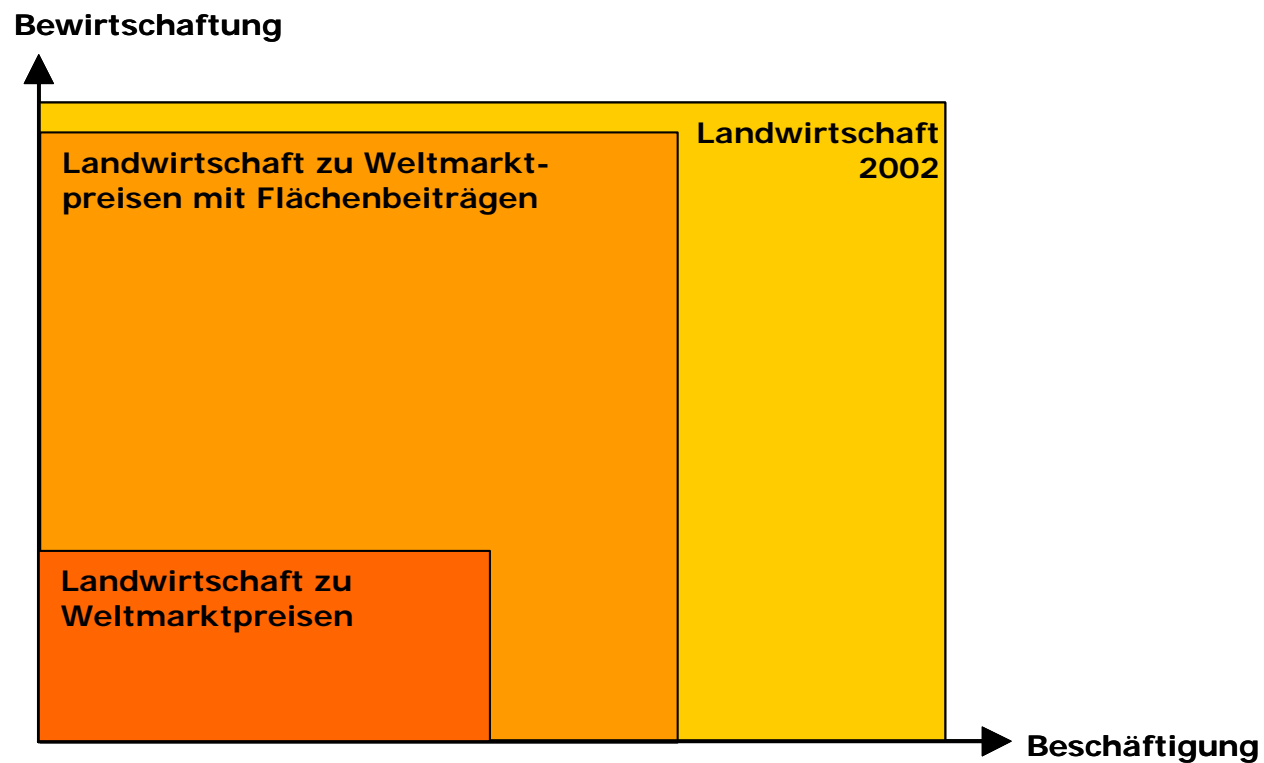 Bewirtschaftung
Landwirtschaft
2002
Landwirtschaft zu Weltmarkt-
preisen mit Flächenbeiträgen
Landwirtschaft zu
Weltmarktpreisen
Beschäftigung